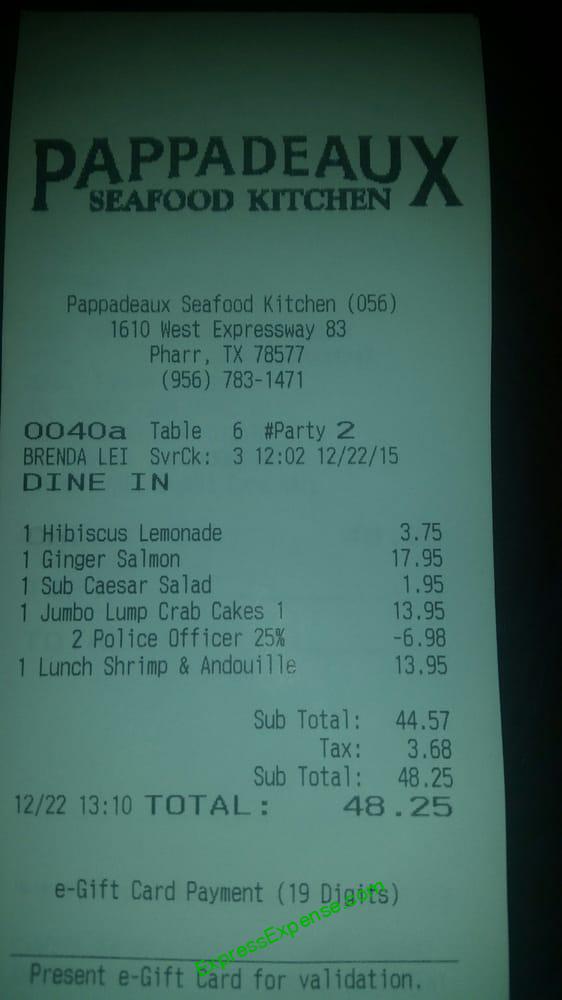 PAPPADEAUX
SEAFOOD KITCHEN
Pappadeaux Seafood Kitchen (056)
1610 West Expressway 83
Pharr, TX 78577
(956) 783-1471
0040a Table 6 #Party 2
BRENDA LEI SvrCk: 3 12:02 12/22/15
DINE IN
1 Hibiscus Lemonade 3.75
1 Ginger Salmon 17.95
1 Sub Caesar Salad 1.95
1 Jumbo Lump Crab Cakes 1 13.95
2 Police Officer 25% -6.98
1 Lunch Shrimp & Andouille 13.95
Sub Total: 44.57
Tax: 3.68
Sub Total: 48.25
12/22 13:10 TOTAL: 48.25
e-Gift Card Payment (19 Digits)
ExpressExpense.com
Present e-Gift Card for validation.